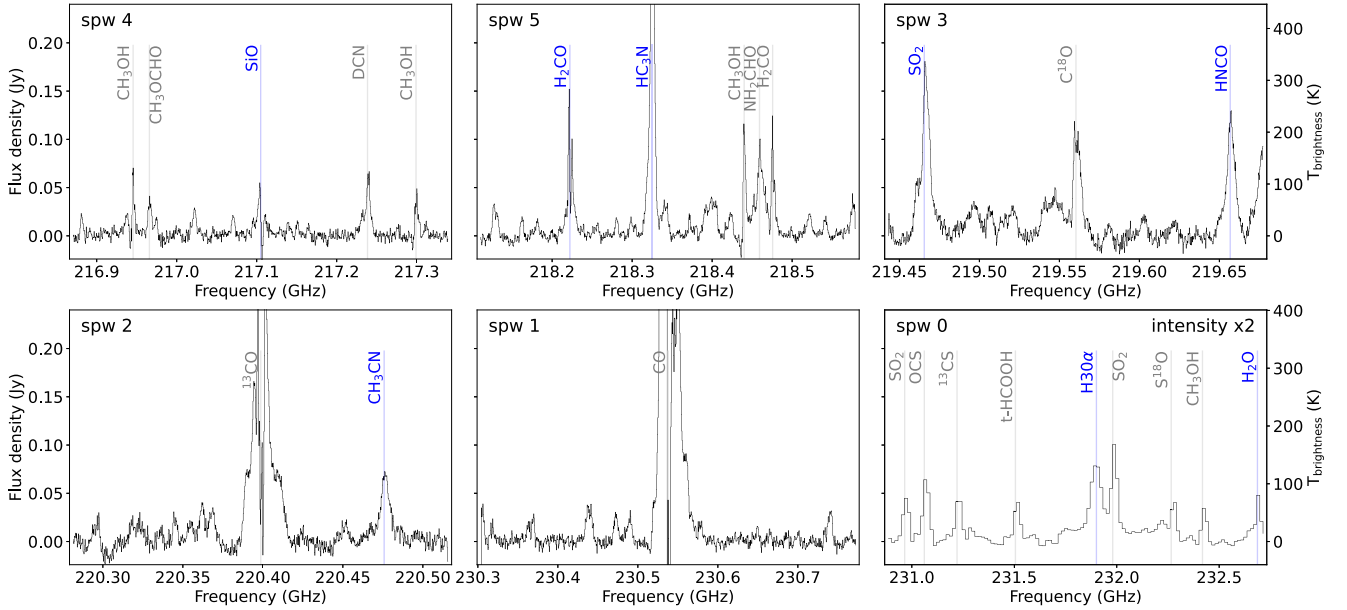 spw 4
CH₃OH
CH₃OCHO
SiO
DCN
CH₃OH
0.20
0.15
0.10
0.05
0.00
Flux density (Jy)
216.9
217.0
217.1
217.2
217.3
Frequency (GHz)
spw 5
H₂CO
HC₃N
CH₃OH
NH₂CHO
H₂CO
218.2
218.3
218.4
218.5
Frequency (GHz)
spw 3
SO₂
C¹⁸O
HNCO
400
300
200
100
0
T_brightness (K)
219.45
219.50
219.55
219.60
219.65
Frequency (GHz)
spw 2
¹³CO
CH₃CN
0.20
0.15
0.10
0.05
0.00
Flux density (Jy)
220.30
220.35
220.40
220.45
220.50
Frequency (GHz)
spw 1
CO
230.3
230.4
230.5
230.6
230.7
Frequency (GHz)
spw 0
intensity x2
SO₂
OCS
¹³CS
t-HCOOH
H30α
SO₂
S¹⁸O
CH₃OH
H₂O
400
300
200
100
0
T_brightness (K)
231.0
231.5
232.0
232.5
Frequency (GHz)